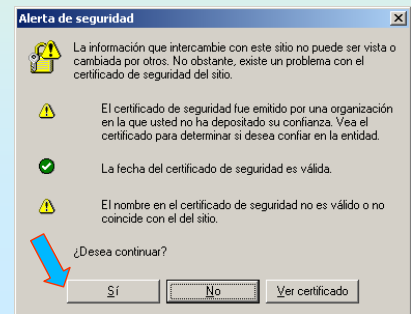 Alerta de seguridad
La información que intercambie con este sitio no puede ser vista o
cambiada por otros. No obstante, existe un problema con el
certificado de seguridad del sitio.
El certificado de seguridad fue emitido por una organización
en la que usted no ha depositado su confianza. Vea el
certificado para determinar si desea confiar en la entidad.
La fecha del certificado de seguridad es válida.
El nombre en el certificado de seguridad no es válido o no
coincide con el del sitio.
¿Desea continuar?
Sí No Ver certificado